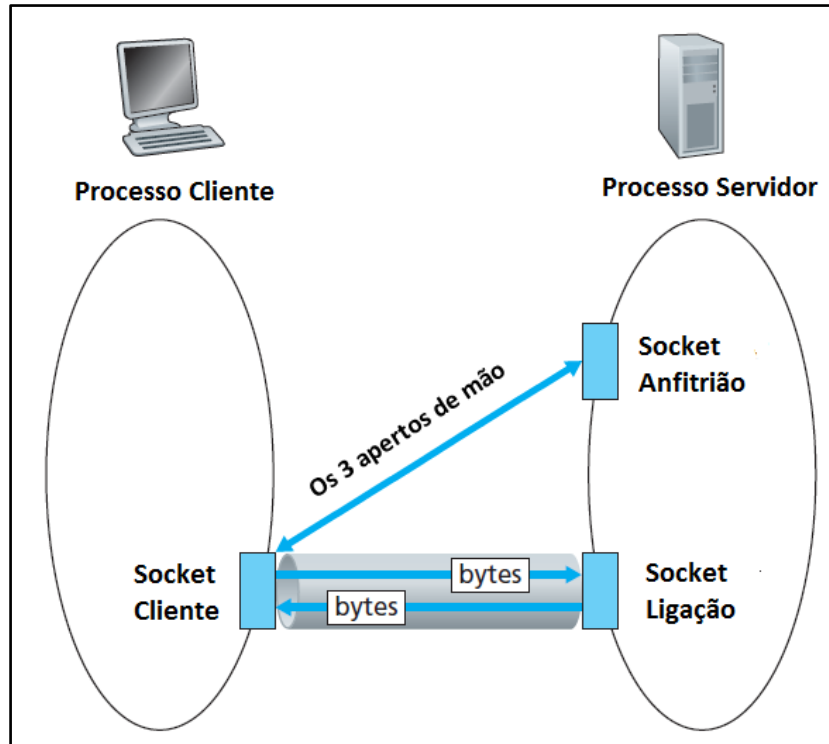 Processo Cliente
Processo Servidor
Socket
Anfitrião
Os 3 apertos de mão
Socket
Cliente
bytes
bytes
Socket
Ligação